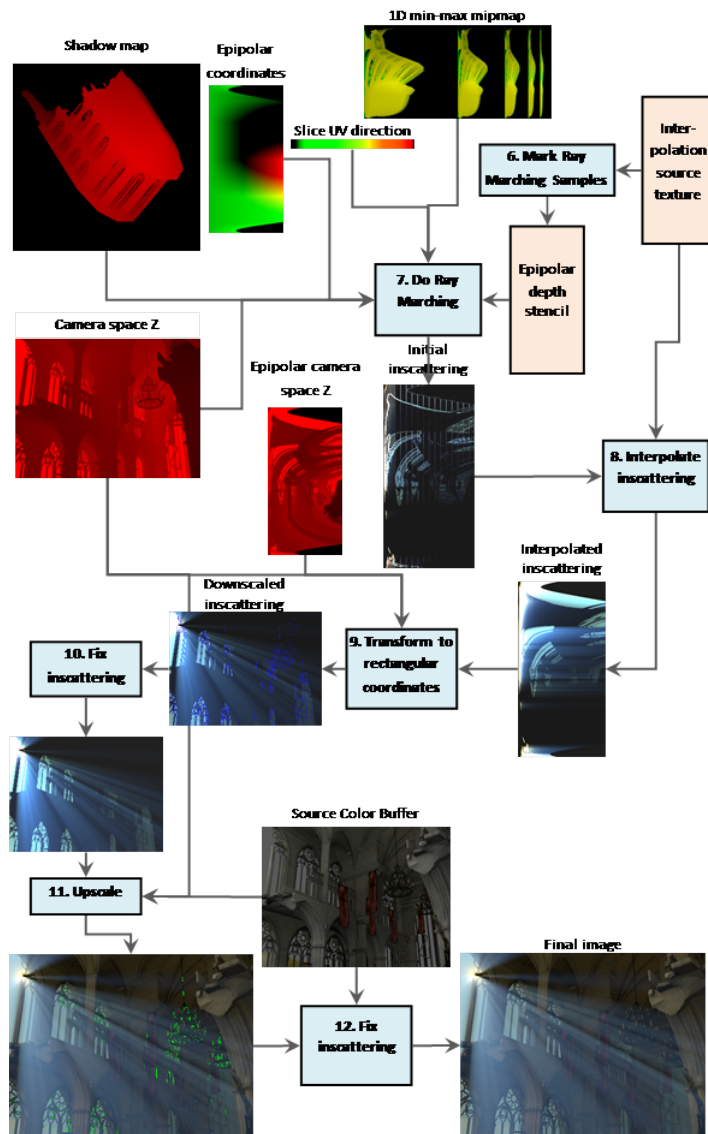 1D min-max mipmap
Shadow map
Epipolar
coordinates
Slice UV direction
6. Mark Ray
Marching Samples
Inter-
polation
source
texture
7. Do Ray
Marching
Epipolar
depth
stencil
Camera space Z
Initial
inscattering
Epipolar camera
space Z
8. Interpolate
inscattering
Interpolated
inscattering
Downscaled
inscattering
9. Transform to
rectangular
coordinates
10. Fix
inscattering
Source Color Buffer
11. Upscale
Final image
12. Fix
inscattering